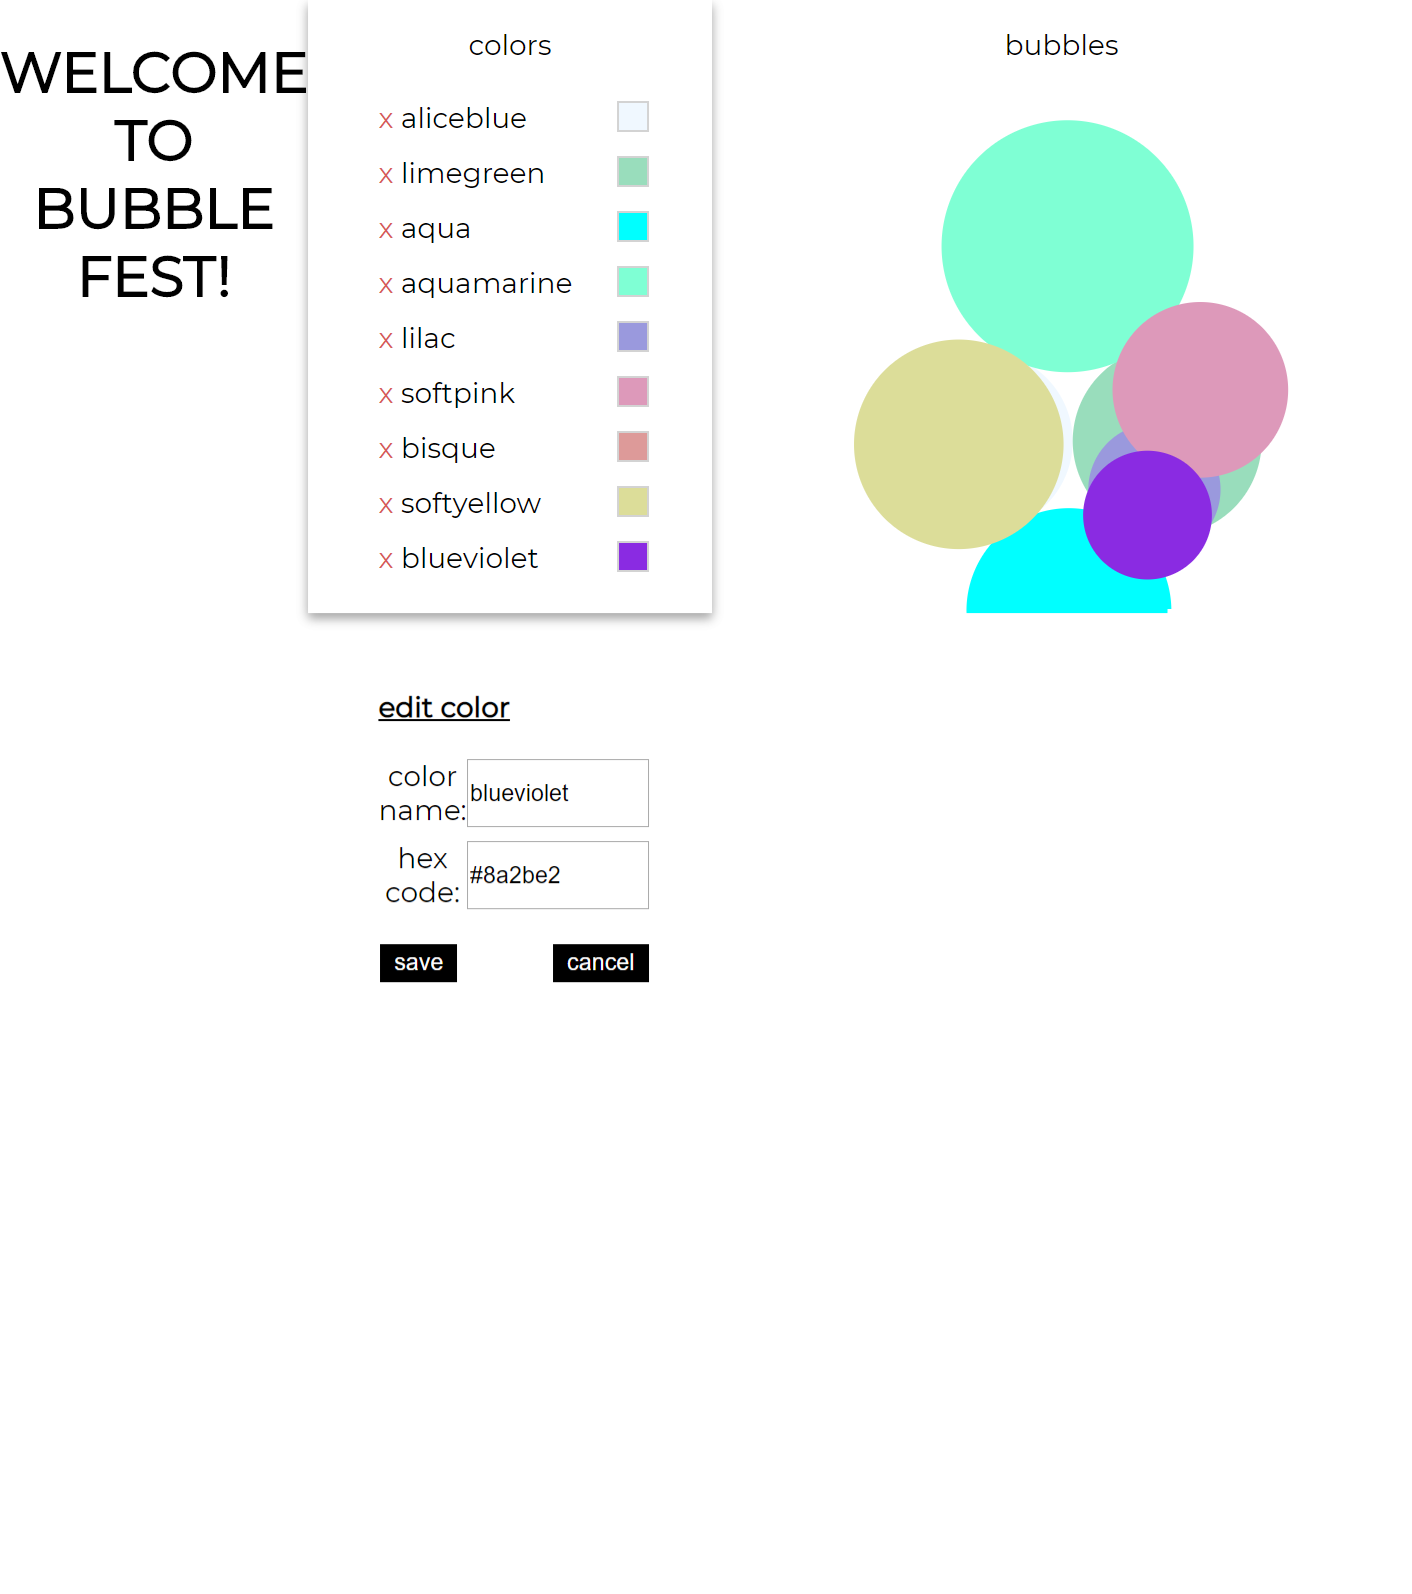 WELCOME
TO
BUBBLE
FEST!
colors
x aliceblue
x limegreen
x aqua
x aquamarine
x lilac
x softpink
x bisque
x softyellow
x blueviolet
edit color
color
name:
blueviolet
hex
code:
#8a2be2
save
cancel
bubbles